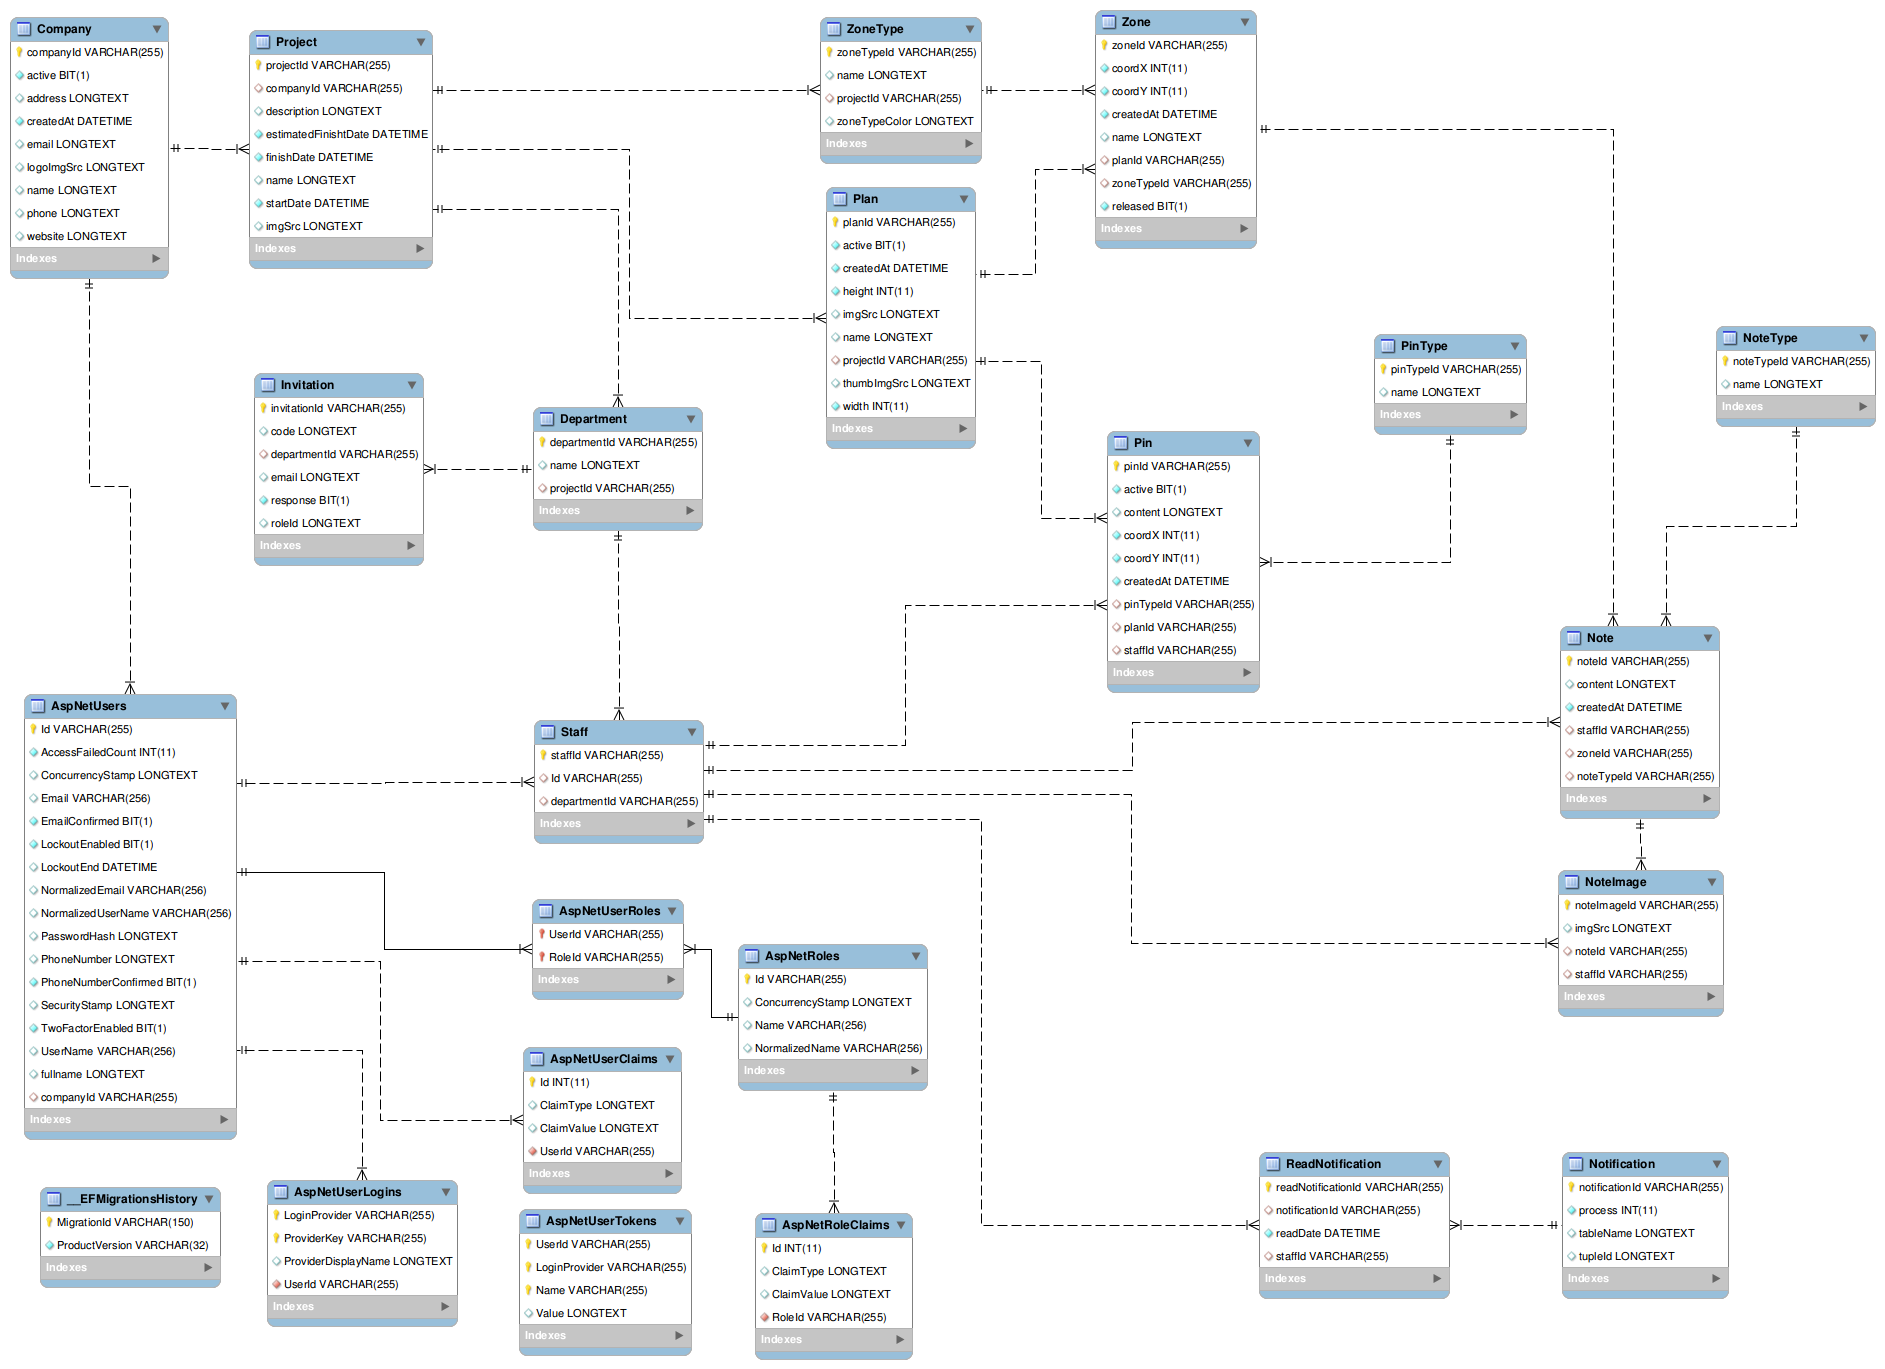 Company
companyId VARCHAR(255)
active BIT(1)
address LONGTEXT
createdAt DATETIME
email LONGTEXT
logoImgSrc LONGTEXT
name LONGTEXT
phone LONGTEXT
website LONGTEXT
Indexes
Project
projectId VARCHAR(255)
companyId VARCHAR(255)
description LONGTEXT
estimatedFinishtDate DATETIME
finishDate DATETIME
name LONGTEXT
startDate DATETIME
imgSrc LONGTEXT
Indexes
ZoneType
zoneTypeId VARCHAR(255)
name LONGTEXT
projectId VARCHAR(255)
zoneTypeColor LONGTEXT
Indexes
Zone
zoneId VARCHAR(255)
coordX INT(11)
coordY INT(11)
createdAt DATETIME
name LONGTEXT
planId VARCHAR(255)
zoneTypeId VARCHAR(255)
released BIT(1)
Indexes
Plan
planId VARCHAR(255)
active BIT(1)
createdAt DATETIME
height INT(11)
imgSrc LONGTEXT
name LONGTEXT
projectId VARCHAR(255)
thumbImgSrc LONGTEXT
width INT(11)
Indexes
PinType
pinTypeId VARCHAR(255)
name LONGTEXT
Indexes
NoteType
noteTypeId VARCHAR(255)
name LONGTEXT
Indexes
Invitation
invitationId VARCHAR(255)
code LONGTEXT
departmentId VARCHAR(255)
email LONGTEXT
response BIT(1)
roleId LONGTEXT
Indexes
Department
departmentId VARCHAR(255)
name LONGTEXT
projectId VARCHAR(255)
Indexes
Pin
pinId VARCHAR(255)
active BIT(1)
content LONGTEXT
coordX INT(11)
coordY INT(11)
createdAt DATETIME
pinTypeId VARCHAR(255)
planId VARCHAR(255)
staffId VARCHAR(255)
Indexes
Note
noteId VARCHAR(255)
content LONGTEXT
createdAt DATETIME
staffId VARCHAR(255)
zoneId VARCHAR(255)
noteTypeId VARCHAR(255)
Indexes
AspNetUsers
Id VARCHAR(255)
AccessFailedCount INT(11)
ConcurrencyStamp LONGTEXT
Email VARCHAR(256)
EmailConfirmed BIT(1)
LockoutEnabled BIT(1)
LockoutEnd DATETIME
NormalizedEmail VARCHAR(256)
NormalizedUserName VARCHAR(256)
PasswordHash LONGTEXT
PhoneNumber LONGTEXT
PhoneNumberConfirmed BIT(1)
SecurityStamp LONGTEXT
TwoFactorEnabled BIT(1)
UserName VARCHAR(256)
fullname LONGTEXT
companyId VARCHAR(255)
Indexes
Staff
staffId VARCHAR(255)
Id VARCHAR(255)
departmentId VARCHAR(255)
Indexes
NoteImage
noteImageId VARCHAR(255)
imgSrc LONGTEXT
noteId VARCHAR(255)
staffId VARCHAR(255)
Indexes
AspNetUserRoles
UserId VARCHAR(255)
RoleId VARCHAR(255)
Indexes
AspNetRoles
Id VARCHAR(255)
ConcurrencyStamp LONGTEXT
Name VARCHAR(256)
NormalizedName VARCHAR(256)
Indexes
AspNetUserClaims
Id INT(11)
ClaimType LONGTEXT
ClaimValue LONGTEXT
UserId VARCHAR(255)
Indexes
__EFMigrationsHistory
MigrationId VARCHAR(150)
ProductVersion VARCHAR(32)
Indexes
AspNetUserLogins
LoginProvider VARCHAR(255)
ProviderKey VARCHAR(255)
ProviderDisplayName LONGTEXT
UserId VARCHAR(255)
Indexes
AspNetUserTokens
UserId VARCHAR(255)
LoginProvider VARCHAR(255)
Name VARCHAR(255)
Value LONGTEXT
Indexes
AspNetRoleClaims
Id INT(11)
ClaimType LONGTEXT
ClaimValue LONGTEXT
RoleId VARCHAR(255)
Indexes
ReadNotification
readNotificationId VARCHAR(255)
notificationId VARCHAR(255)
readDate DATETIME
staffId VARCHAR(255)
Indexes
Notification
notificationId VARCHAR(255)
process INT(11)
tableName LONGTEXT
tupleId LONGTEXT
Indexes